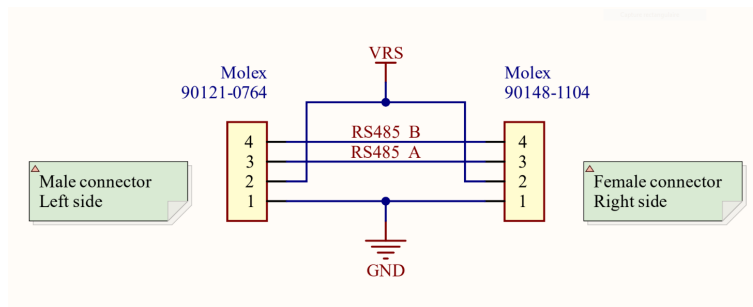 VRS
Molex
90121-0764
Molex
90148-1104
4
RS485_B
4
3
RS485_A
3
2
2
1
1
Male connector
Left side
Female connector
Right side
GND